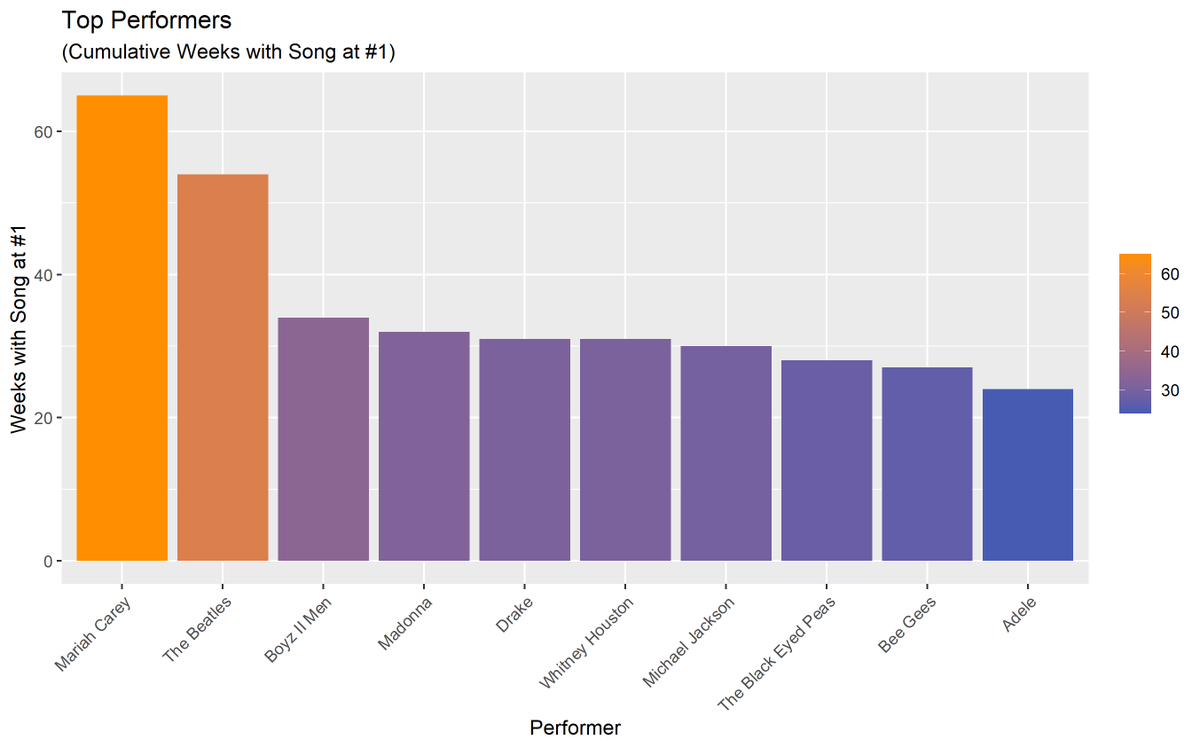 Top Performers
(Cumulative Weeks with Song at #1)
Weeks with Song at #1
60
40
20
0
60
50
40
30
Mariah Carey
The Beatles
Boyz II Men
Madonna
Drake
Whitney Houston
Michael Jackson
The Black Eyed Peas
Bee Gees
Adele
Performer